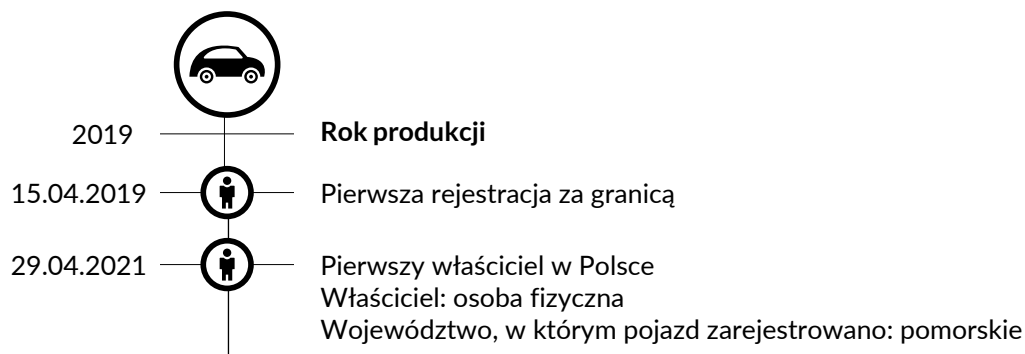 2019 Rok produkcji
15.04.2019 Pierwsza rejestracja za granicą
29.04.2021 Pierwszy właściciel w Polsce
Właściciel: osoba fizyczna
Województwo, w którym pojazd zarejestrowano: pomorskie